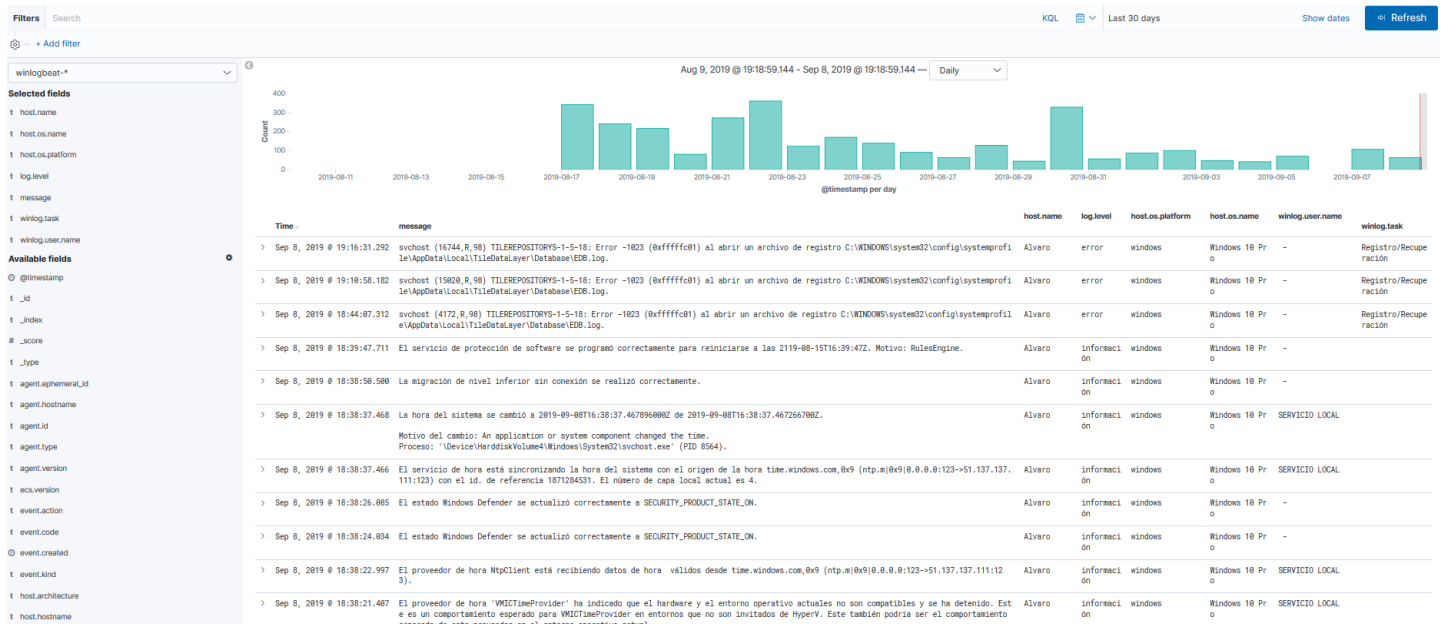 Filters Search KQL Last 30 days Show dates Refresh
+ Add filter
winlogbeat-*
Selected fields
t host.name
t host.os.name
t host.os.platform
t log.level
t message
t winlog.task
t winlog.user.name
Available fields
@timestamp
t _id
t _index
# _score
t _type
t agent.ephemeral_id
t agent.hostname
t agent.id
t agent.type
t agent.version
t ecs.version
t event.action
t event.code
event.created
t event.kind
t host.architecture
t host.hostname
Aug 9, 2019 @ 19:18:59.144 - Sep 8, 2019 @ 19:18:59.144 — Daily
Count
400
300
200
100
0
2019-08-11 2019-08-13 2019-08-15 2019-08-17 2019-08-19 2019-08-21 2019-08-23 2019-08-25 2019-08-27 2019-08-29 2019-08-31 2019-09-03 2019-09-05 2019-09-07
@timestamp per day
Time message host.name log.level host.os.platform host.os.name winlog.user.name winlog.task
Sep 8, 2019 @ 19:16:31.292 svchost (16744,R,98) TILEREPOSITORYS-1-5-18: Error -1023 (0xfffffc01) al abrir un archivo de registro C:\WINDOWS\system32\config\systemprofi Alvaro error windows Windows 10 Pr - Registro/Recupe
le\AppData\Local\TileDataLayer\Database\EDB.log. o ración
Sep 8, 2019 @ 19:10:58.182 svchost (15020,R,98) TILEREPOSITORYS-1-5-18: Error -1023 (0xfffffc01) al abrir un archivo de registro C:\WINDOWS\system32\config\systemprofi Alvaro error windows Windows 10 Pr - Registro/Recupe
le\AppData\Local\TileDataLayer\Database\EDB.log. o ración
Sep 8, 2019 @ 18:44:07.312 svchost (4172,R,98) TILEREPOSITORYS-1-5-18: Error -1023 (0xfffffc01) al abrir un archivo de registro C:\WINDOWS\system32\config\systemprofil Alvaro error windows Windows 10 Pr - Registro/Recupe
e\AppData\Local\TileDataLayer\Database\EDB.log. o ración
Sep 8, 2019 @ 18:39:47.711 El servicio de protección de software se programó correctamente para reiniciarse a las 2119-08-15T16:39:47Z. Motivo: RulesEngine. Alvaro informaci windows Windows 10 Pr -
ón o
Sep 8, 2019 @ 18:38:50.500 La migración de nivel inferior sin conexión se realizó correctamente. Alvaro informaci windows Windows 10 Pr -
ón o
Sep 8, 2019 @ 18:38:37.468 La hora del sistema se cambió a 2019-09-08T16:38:37.467896000Z de 2019-09-08T16:38:37.467266700Z. Alvaro informaci windows Windows 10 Pr SERVICIO LOCAL
ón o
Motivo del cambio: An application or system component changed the time.
Proceso: '\Device\HarddiskVolume4\Windows\System32\svchost.exe' (PID 8564).
Sep 8, 2019 @ 18:38:37.466 El servicio de hora está sincronizando la hora del sistema con el origen de la hora time.windows.com,0x9 (ntp.m|0x9|0.0.0.0:123->51.137.137. Alvaro informaci windows Windows 10 Pr SERVICIO LOCAL
111:123) con el id. de referencia 1871284531. El número de capa local actual es 4. ón o
Sep 8, 2019 @ 18:38:26.085 El estado Windows Defender se actualizó correctamente a SECURITY_PRODUCT_STATE_ON. Alvaro informaci windows Windows 10 Pr -
ón o
Sep 8, 2019 @ 18:38:24.034 El estado Windows Defender se actualizó correctamente a SECURITY_PRODUCT_STATE_ON. Alvaro informaci windows Windows 10 Pr -
ón o
Sep 8, 2019 @ 18:38:22.997 El proveedor de hora NtpClient está recibiendo datos de hora válidos desde time.windows.com,0x9 (ntp.m|0x9|0.0.0.0:123->51.137.137.111:12 Alvaro informaci windows Windows 10 Pr SERVICIO LOCAL
3). ón o
Sep 8, 2019 @ 18:38:21.407 El proveedor de hora 'VMICTimeProvider' ha indicado que el hardware y el entorno operativo actuales no son compatibles y se ha detenido. Est Alvaro informaci windows Windows 10 Pr SERVICIO LOCAL
e es un comportamiento esperado para VMICTimeProvider en entornos que no son invitados de HyperV. Este también podría ser el comportamiento ón o